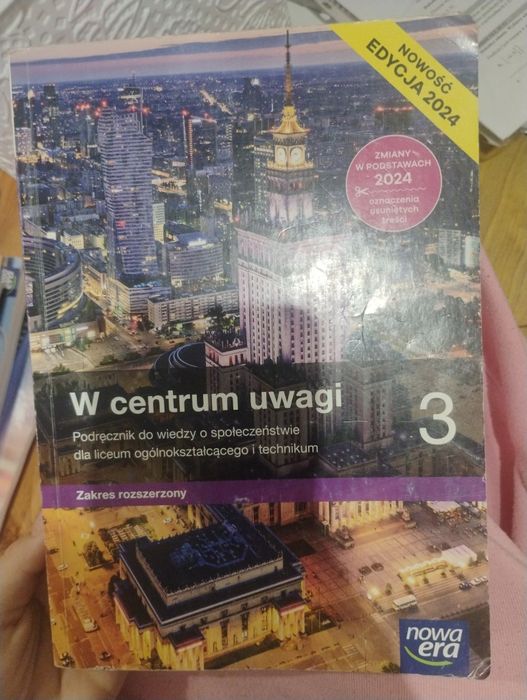 NOWOŚĆ
EDYCJA 2024
ZMIANY
W PODSTAWACH
2024
oznaczenia
usuniętych
treści
W centrum uwagi
3
Podręcznik do wiedzy o społeczeństwie
dla liceum ogólnokształcącego i technikum
Zakres rozszerzony
nowa
era